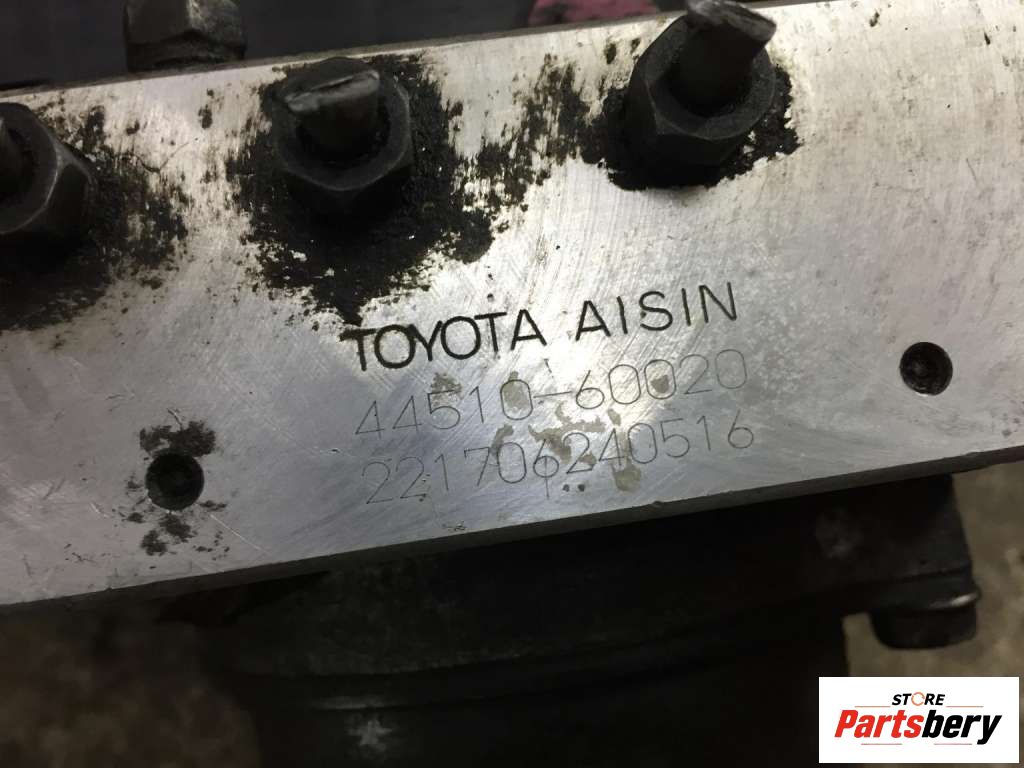 TOYOTA AISIN
44510-60020
221706240516
STORE
Partsbery